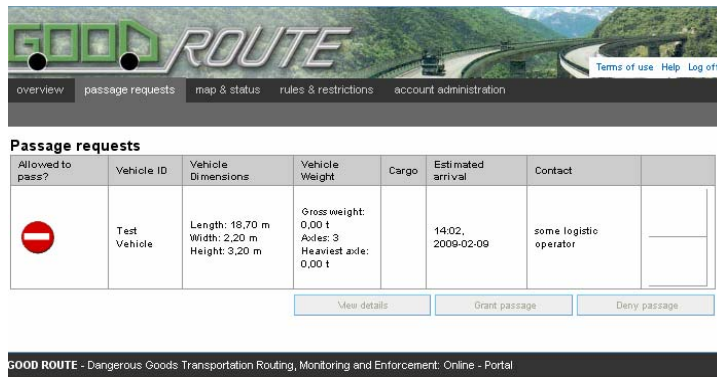 GOOD ROUTE
Terms of use Help Log off
overview passage requests map & status rules & restrictions account administration
Passage requests
Allowed to pass? Vehicle ID Vehicle Dimensions Vehicle Weight Cargo Estimated arrival Contact
Test Vehicle
Length: 18,70 m
Width: 2,20 m
Height: 3,20 m
Gross weight:
0,00 t
Axles: 3
Heaviest axle:
0,00 t
14:02,
2009-02-09
some logistic
operator
View details Grant passage Deny passage
GOOD ROUTE - Dangerous Goods Transportation Routing, Monitoring and Enforcement: Online - Portal